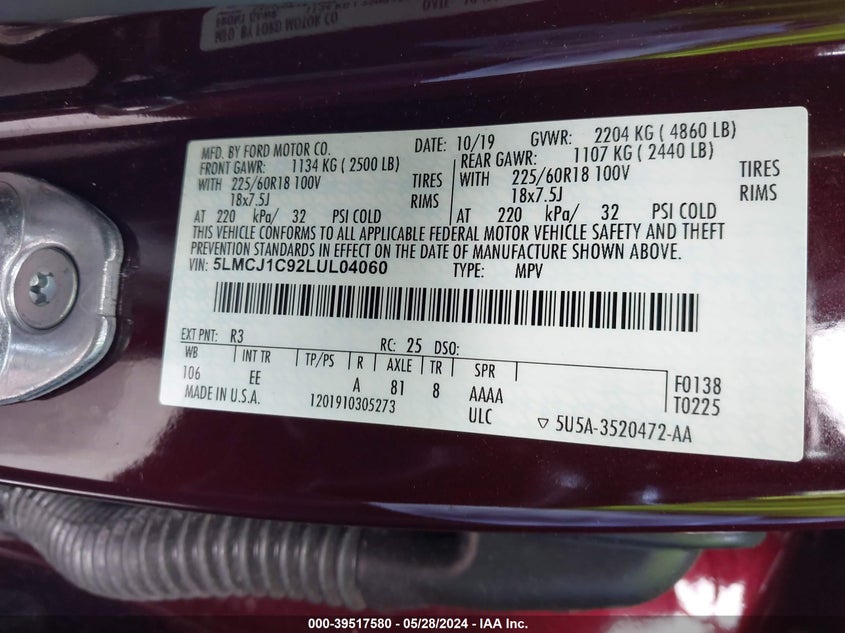 MFD. BY FORD MOTOR CO
MFD. BY FORD MOTOR CO. DATE: 10/19 GVWR: 2204 KG ( 4860 LB)
FRONT GAWR: 1134 KG ( 2500 LB) REAR GAWR: 1107 KG ( 2440 LB)
WITH 225/60R18 100V TIRES WITH 225/60R18 100V TIRES
18x7.5J RIMS 18x7.5J RIMS
AT 220 kPa/ 32 PSI COLD AT 220 kPa/ 32 PSI COLD
THIS VEHICLE CONFORMS TO ALL APPLICABLE FEDERAL MOTOR VEHICLE SAFETY AND THEFT
PREVENTION STANDARDS IN EFFECT ON THE DATE OF MANUFACTURE SHOWN ABOVE.
VIN: 5LMCJ1C92LUL04060 TYPE: MPV
EXT PNT: R3 RC: 25 DSO:
WB INT TR TP/PS R AXLE TR SPR
106 EE A 81 8 AAAA F0138
MADE IN U.S.A. 1201910305273 ULC T0225
▽ 5U5A-3520472-AA
000-39517580 - 05/28/2024 - IAA Inc.